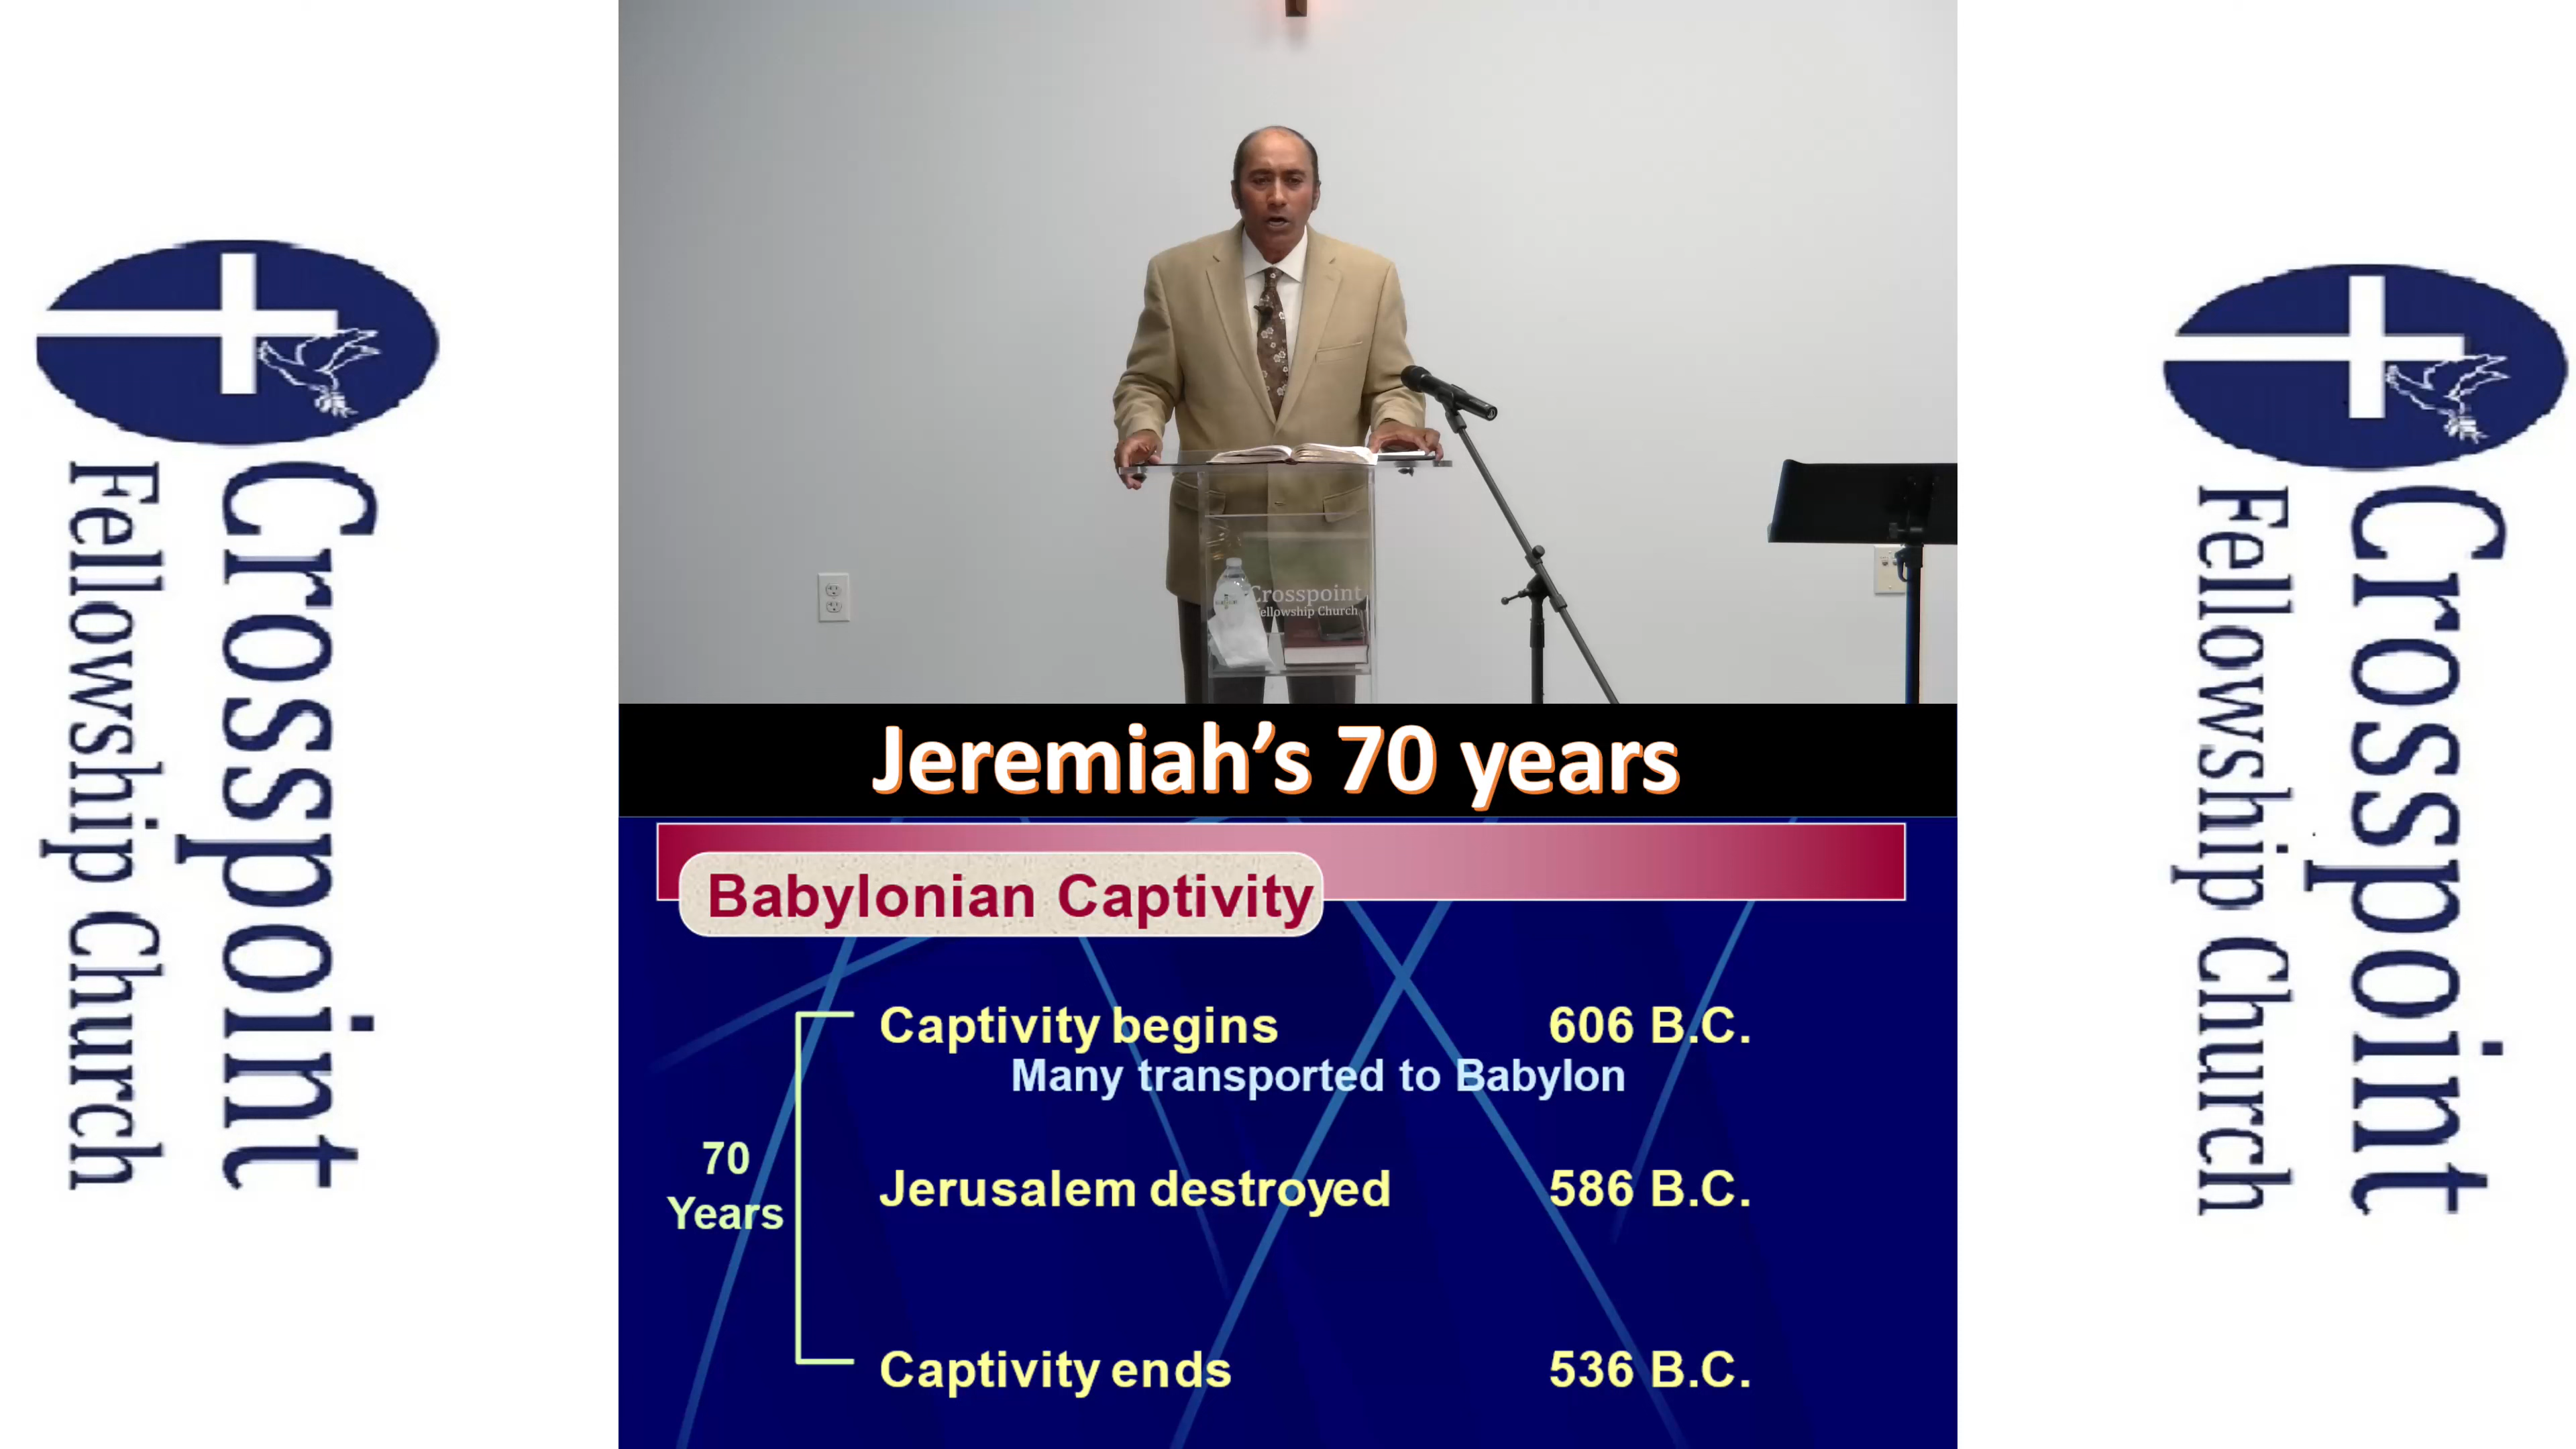 Crosspoint
Fellowship Church
Crosspoint
Fellowship Church
Jeremiah's 70 years
Babylonian Captivity
Captivity begins 606 B.C.
Many transported to Babylon
70
Years
Jerusalem destroyed 586 B.C.
Captivity ends 536 B.C.
Crosspoint
Fellowship Church